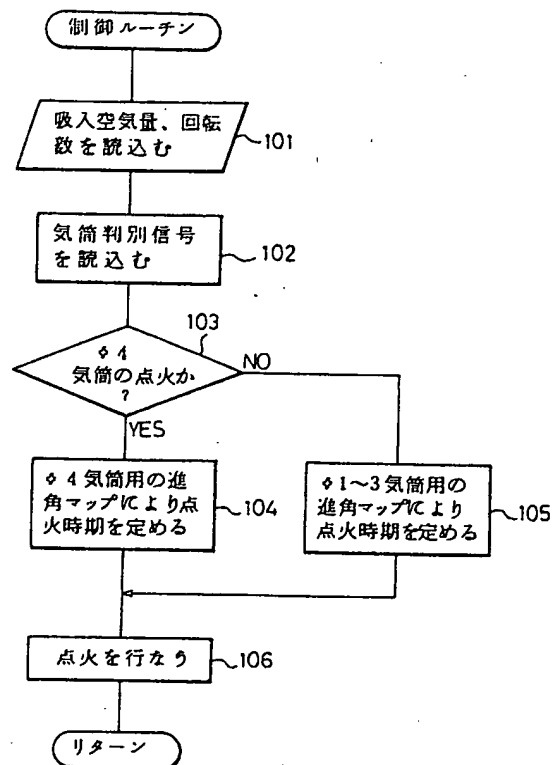 制御ルーチン
吸入空気量、回転
数を読込む
101
気筒判別信号
を読込む
102
103
#4
気筒の点火か
?
NO
YES
#4気筒用の進
角マップにより点
火時期を定める
104
#1~3気筒用の
進角マップにより
点火時期を定める
105
点火を行なう
106
リターン